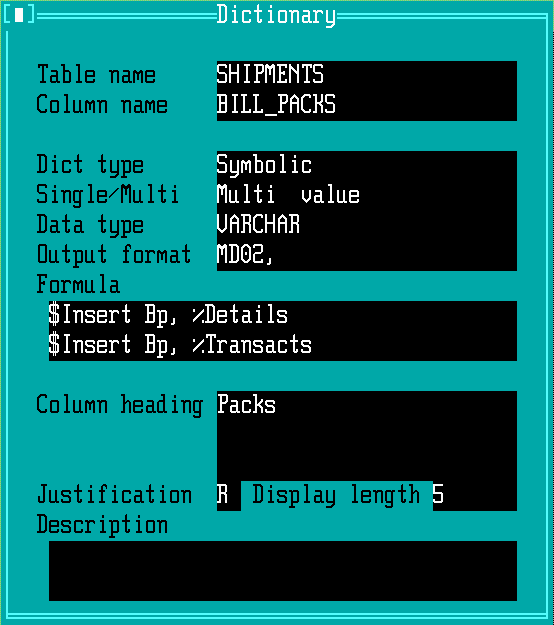 Dictionary
Table name SHIPMENTS
Column name BILL_PACKS
Dict type Symbolic
Single/Multi Multi value
Data type VARCHAR
Output format MD02,
Formula
$Insert Bp, %Details
$Insert Bp, %Transacts
Column heading Packs
Justification R Display length 5
Description